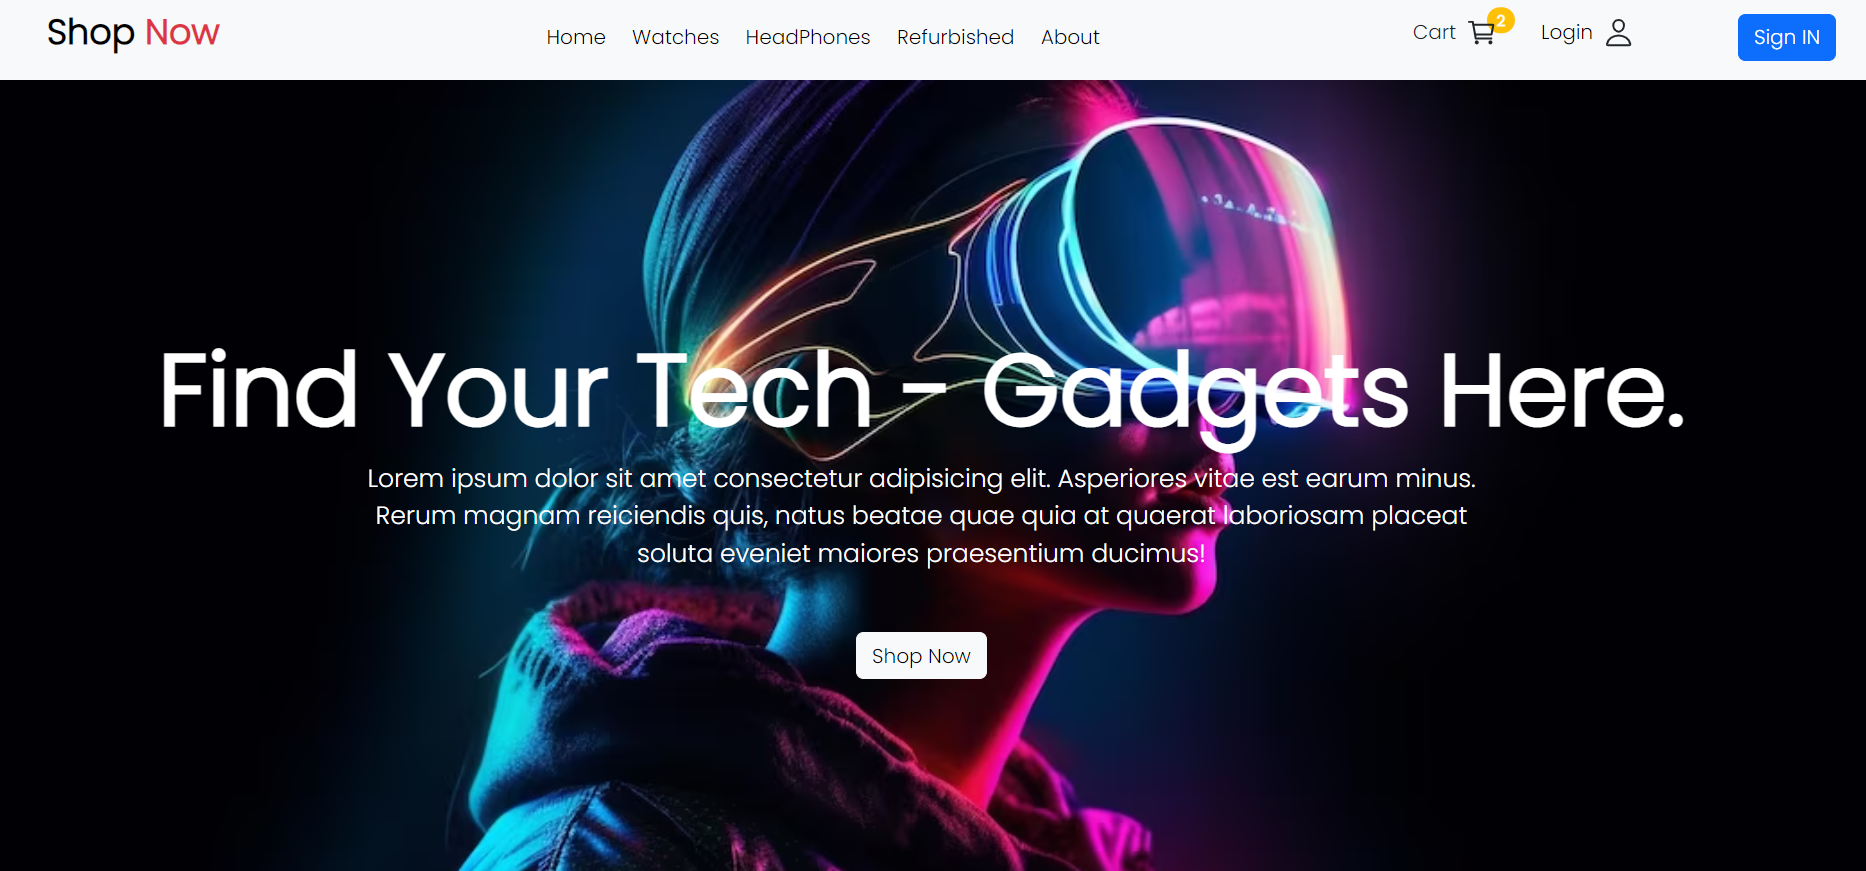 Shop Now
Home Watches HeadPhones Refurbished About
Cart 2 Login
Sign IN
Find Your Tech - Gadgets Here.
Lorem ipsum dolor sit amet consectetur adipisicing elit. Asperiores vitae est earum minus.
Rerum magnam reiciendis quis, natus beatae quae quia at quaerat laboriosam placeat
soluta eveniet maiores praesentium ducimus!
Shop Now